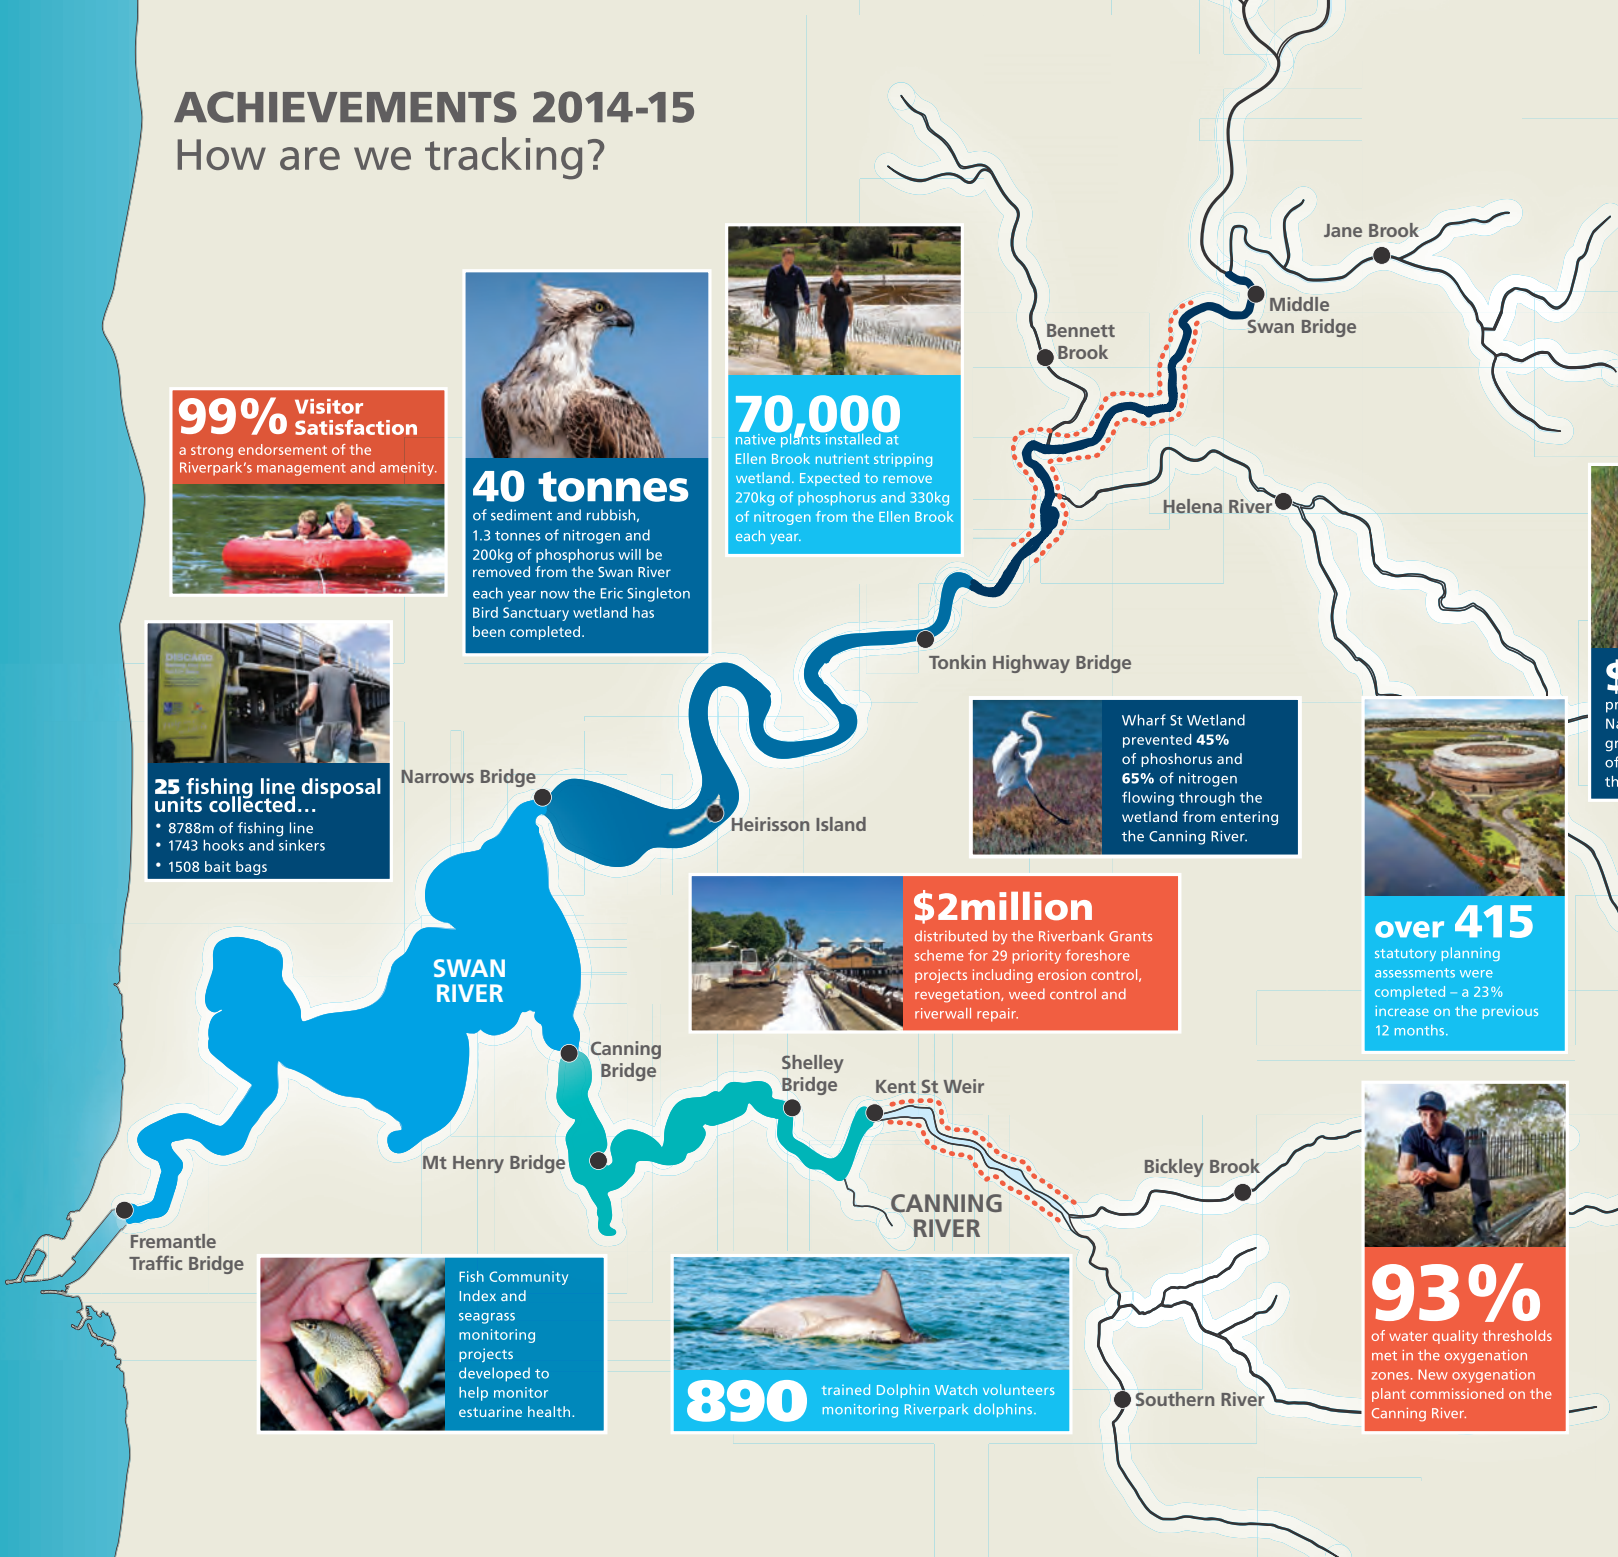 ACHIEVEMENTS 2014-15
How are we tracking?
99% Visitor
Satisfaction
a strong endorsement of the
Riverpark's management and amenity.
40 tonnes
of sediment and rubbish,
1.3 tonnes of nitrogen and
200kg of phosphorus will be
removed from the Swan River
each year now the Eric Singleton
Bird Sanctuary wetland has
been completed.
70,000
native plants installed at
Ellen Brook nutrient stripping
wetland. Expected to remove
270kg of phosphorus and 330kg
of nitrogen from the Ellen Brook
each year.
Jane Brook
Middle
Swan Bridge
Bennett
Brook
Helena River
Tonkin Highway Bridge
DISCARD
25 fishing line disposal
units collected…
• 8788m of fishing line
• 1743 hooks and sinkers
• 1508 bait bags
Narrows Bridge
Heirisson Island
Wharf St Wetland
prevented 45%
of phoshorus and
65% of nitrogen
flowing through the
wetland from entering
the Canning River.
$
pr
Na
gr
of
th
$2million
distributed by the Riverbank Grants
scheme for 29 priority foreshore
projects including erosion control,
revegetation, weed control and
riverwall repair.
over 415
statutory planning
assessments were
completed – a 23%
increase on the previous
12 months.
SWAN
RIVER
Canning
Bridge
Shelley
Bridge
Kent St Weir
Mt Henry Bridge
Bickley Brook
CANNING
RIVER
Fremantle
Traffic Bridge
Fish Community
Index and
seagrass
monitoring
projects
developed to
help monitor
estuarine health.
890
trained Dolphin Watch volunteers
monitoring Riverpark dolphins.
Southern River
93%
of water quality thresholds
met in the oxygenation
zones. New oxygenation
plant commissioned on the
Canning River.